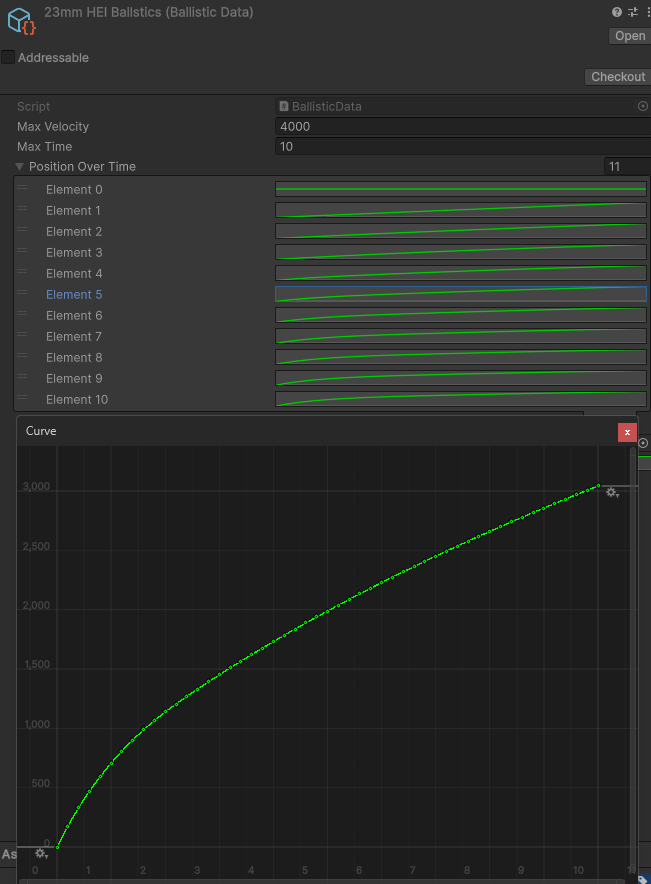 23mm HEI Ballstics (Ballistic Data)
Open
Addressable
Checkout
Script BallisticData
Max Velocity 4000
Max Time 10
Position Over Time 11
Element 0
Element 1
Element 2
Element 3
Element 4
Element 5
Element 6
Element 7
Element 8
Element 9
Element 10
Curve x
3,000
2,500
2,000
1,500
1,000
500
0
As
0 1 2 3 4 5 6 7 8 9 10 11